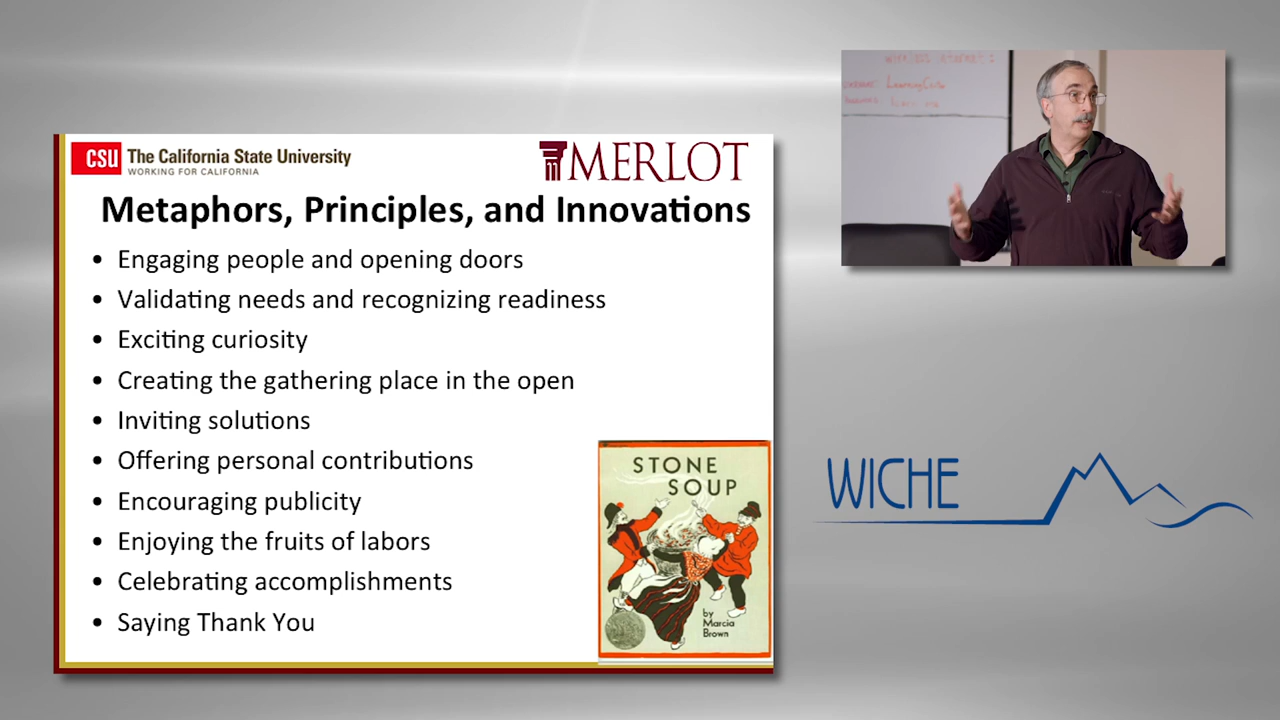 CSU The California State University
WORKING FOR CALIFORNIA
MERLOT
Metaphors, Principles, and Innovations
• Engaging people and opening doors
• Validating needs and recognizing readiness
• Exciting curiosity
• Creating the gathering place in the open
• Inviting solutions
• Offering personal contributions
• Encouraging publicity
• Enjoying the fruits of labors
• Celebrating accomplishments
• Saying Thank You
STONE
SOUP
by
Marcia
Brown
WICHE